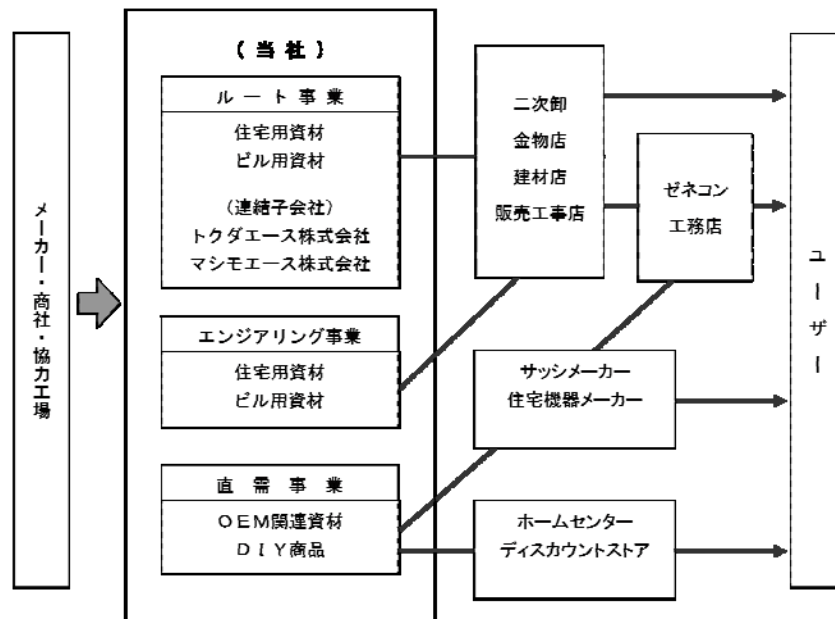 メーカー・商社・協力工場
(当社)
ルート事業
住宅用資材
ビル用資材
(連結子会社)
トクダエース株式会社
マシモエース株式会社
エンジアリング事業
住宅用資材
ビル用資材
直需事業
OEM関連資材
DIY商品
二次卸
金物店
建材店
販売工事店
ゼネコン
工務店
サッシメーカー
住宅機器メーカー
ホームセンター
ディスカウントストア
ユーザー